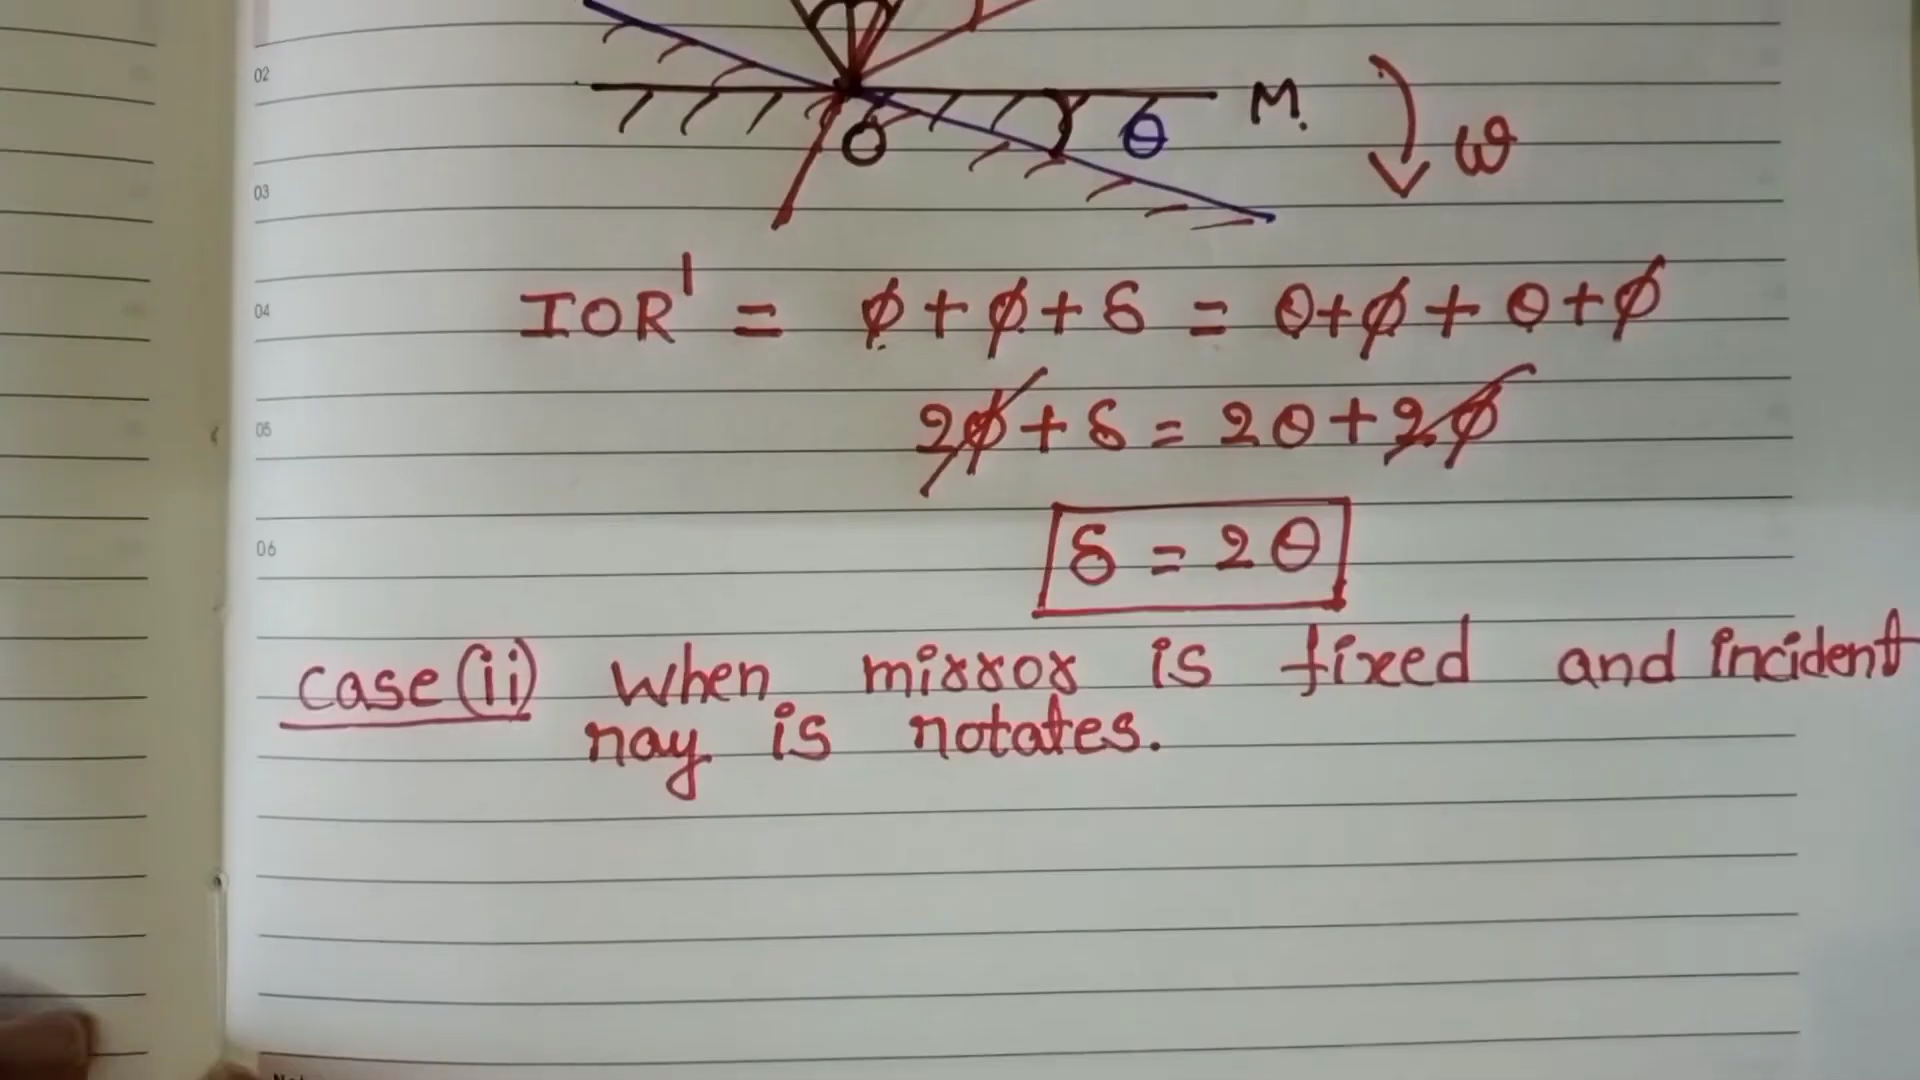 02
M.
θ
O
ω
03
IOR' = ϕ + ϕ + δ = θ + ϕ + θ + ϕ
04
2ϕ + δ = 2θ + 2ϕ
05
δ = 2θ
06
case (ii) when mirror is fixed and incident
ray is rotates.